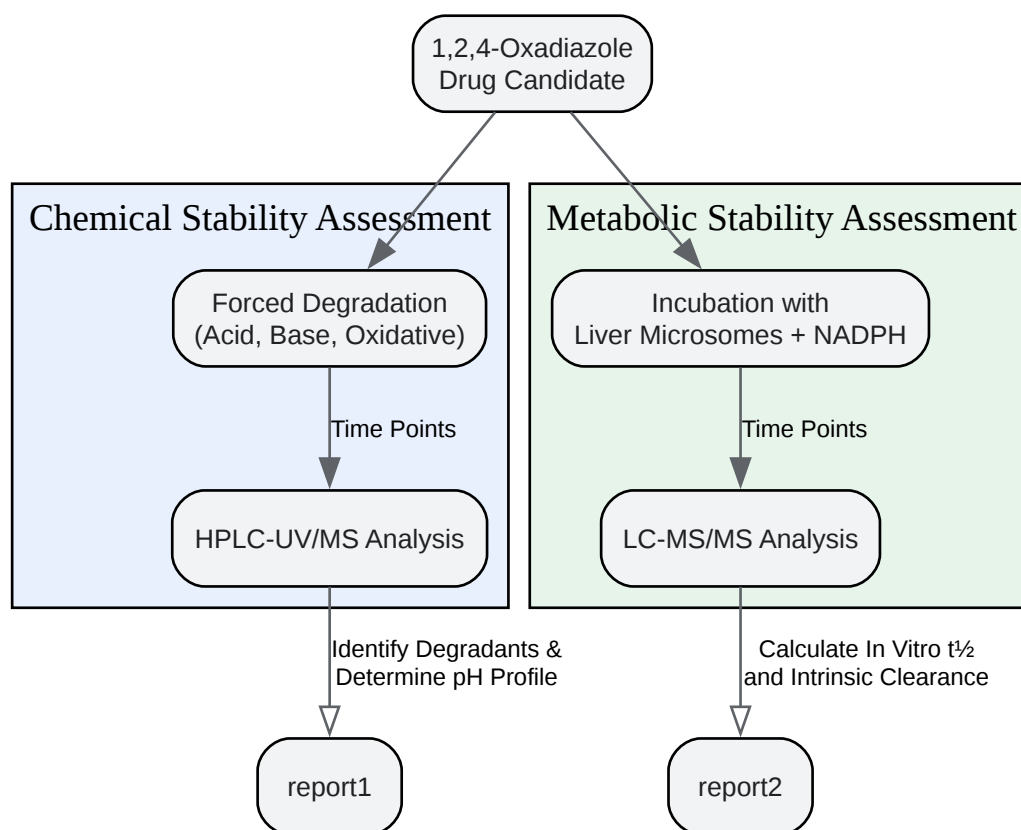 1,2,4-Oxadiazole
Drug Candidate
Chemical Stability Assessment
Forced Degradation
(Acid, Base, Oxidative)
Time Points
HPLC-UV/MS Analysis
Identify Degradants &
Determine pH Profile
report1
Metabolic Stability Assessment
Incubation with
Liver Microsomes + NADPH
Time Points
LC-MS/MS Analysis
Calculate In Vitro t½
and Intrinsic Clearance
report2